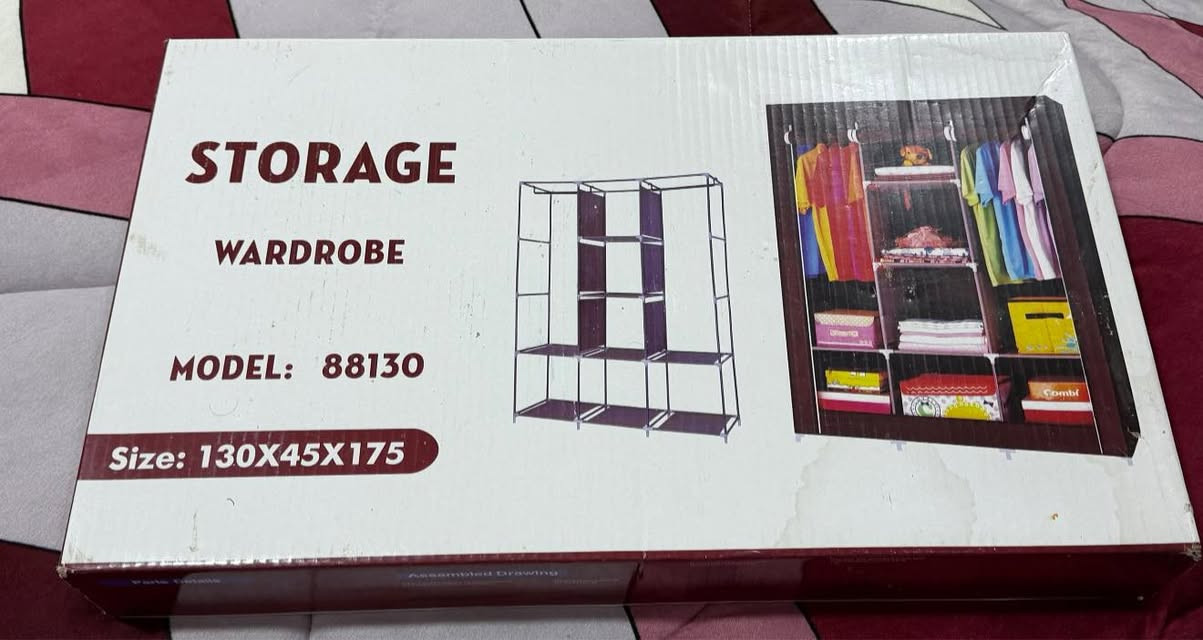 STORAGE
WARDROBE
MODEL: 88130
Size: 130X45X175
Combi
Parts Details
Assembled Drawing